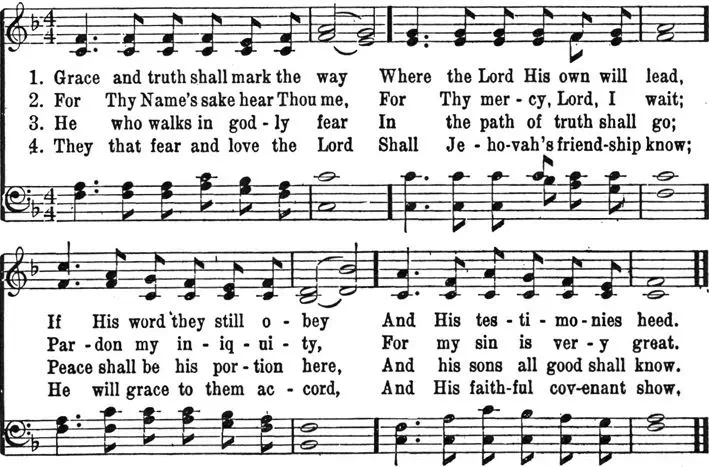 1. Grace and truth shall mark the way Where the Lord His own will lead,
2. For Thy Name's sake hear Thou me, For Thy mer - cy, Lord, I wait;
3. He who walks in god - ly fear In the path of truth shall go;
4. They that fear and love the Lord Shall Je - ho - vah's friend - ship know;
If His word they still o - bey And His tes - ti - mo - nies heed.
Par - don my in - iq - ui - ty, For my sin is ver - y great.
Peace shall be his por - tion here, And his sons all good shall know.
He will grace to them ac - cord, And His faith - ful cov - enant show,